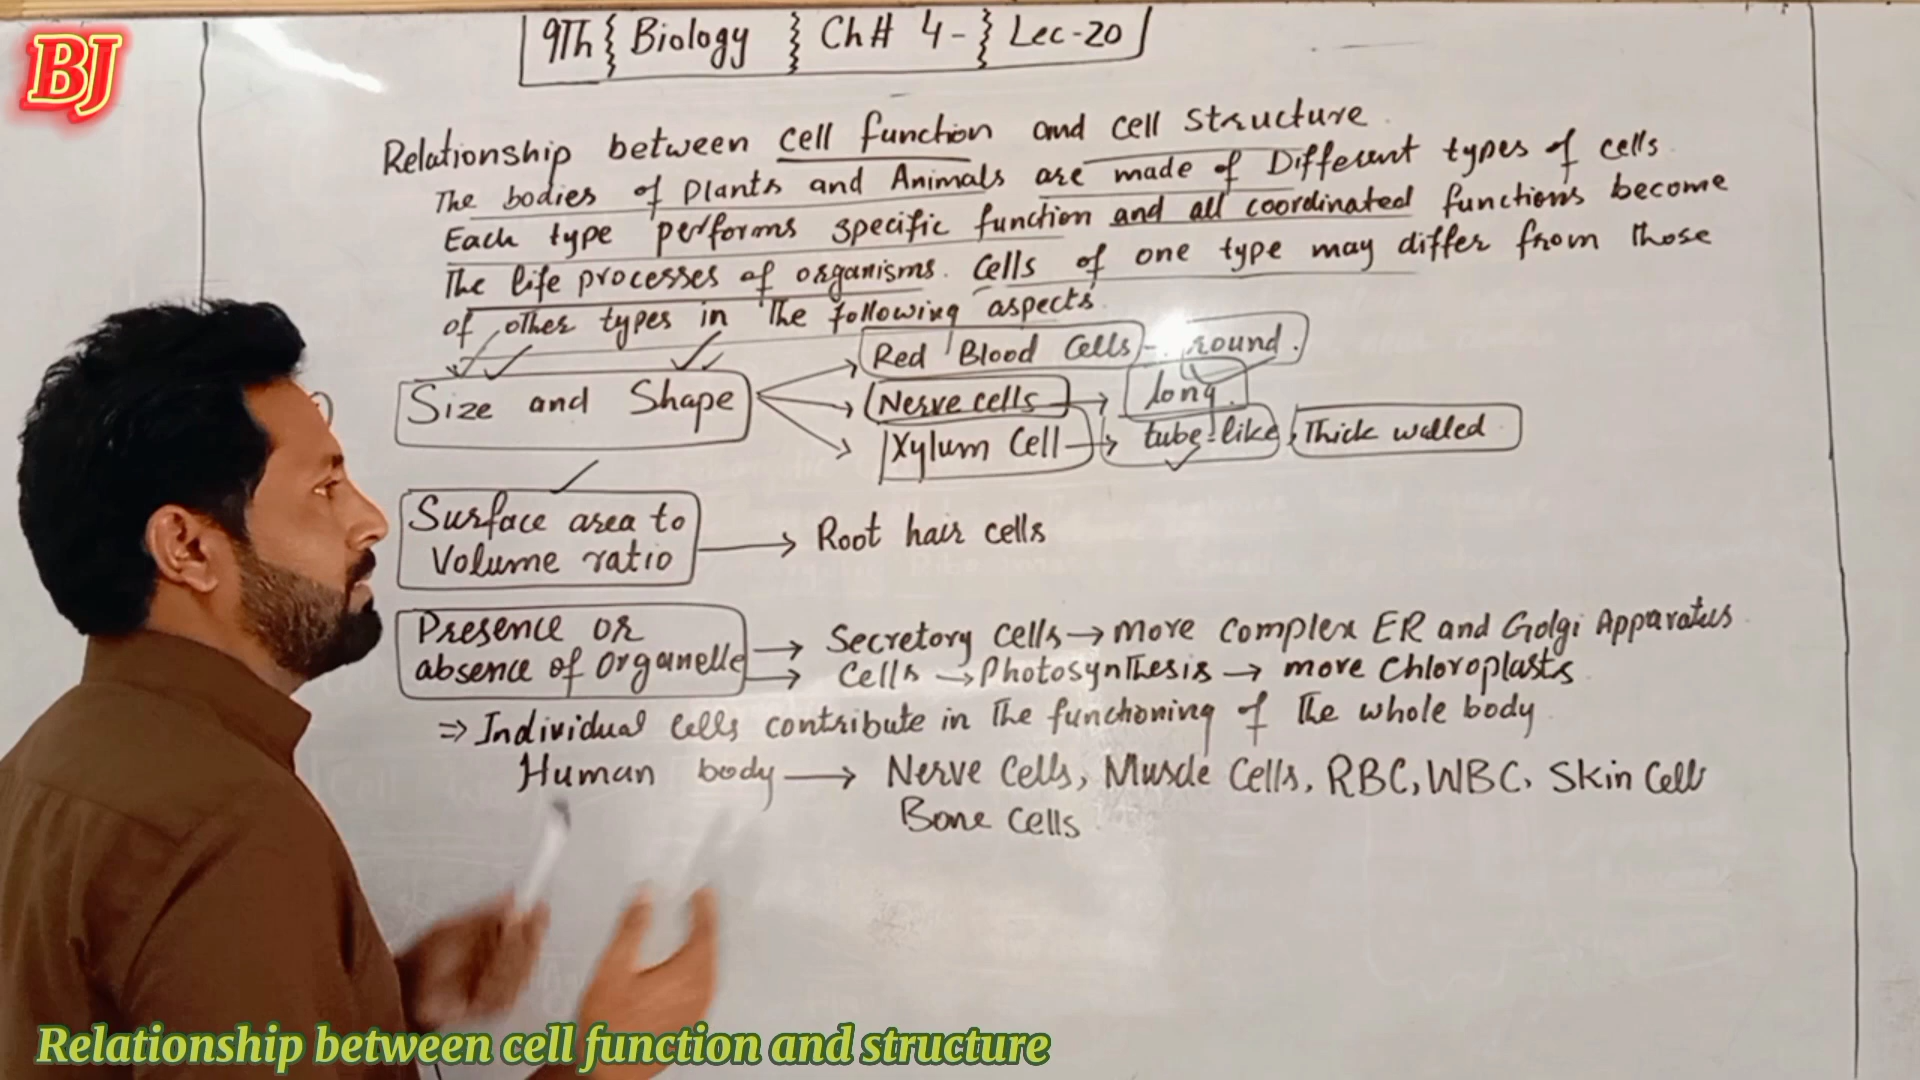 BJ
9Th } Biology } Ch# 4- } Lec-20
Relationship between cell function and cell structure.
The bodies of plants and Animals are made of Different types of cells
Each type performs specific function and all coordinated functions become
The life processes of organisms. Cells of one type may differ from those
of other types in The following aspects.
Size and Shape → Red Blood Cells - round.
→ Nerve cells → long.
→ Xylum Cell → tube-like, Thick walled
Surface area to
Volume ratio → Root hair cells
Presence or
absence of Organelle → Secretory cells → more complex ER and Golgi Apparatus
→ Cells → Photosynthesis → more Chloroplasts
⇒ Individual Cells contribute in The functioning of The whole body
Human body → Nerve Cells, Muscle Cells, RBC, WBC, Skin Cell
Bone Cells
Relationship between cell function and structure